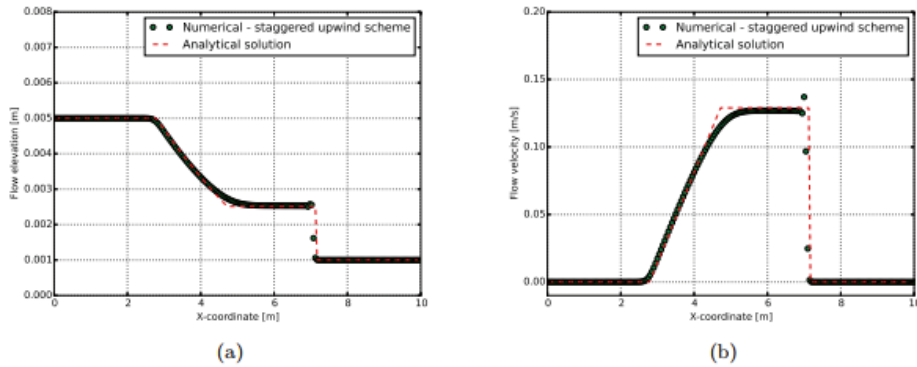 0.008
0.007
0.006
0.005
0.004
0.003
0.002
0.001
0.000
Flow elevation [m]
Numerical - staggered upwind scheme
Analytical solution
0 2 4 6 8 10
X-coordinate [m]
(a)
0.20
0.15
0.10
0.05
0.00
Flow velocity [m/s]
Numerical - staggered upwind scheme
Analytical solution
0 2 4 6 8 10
X-coordinate [m]
(b)